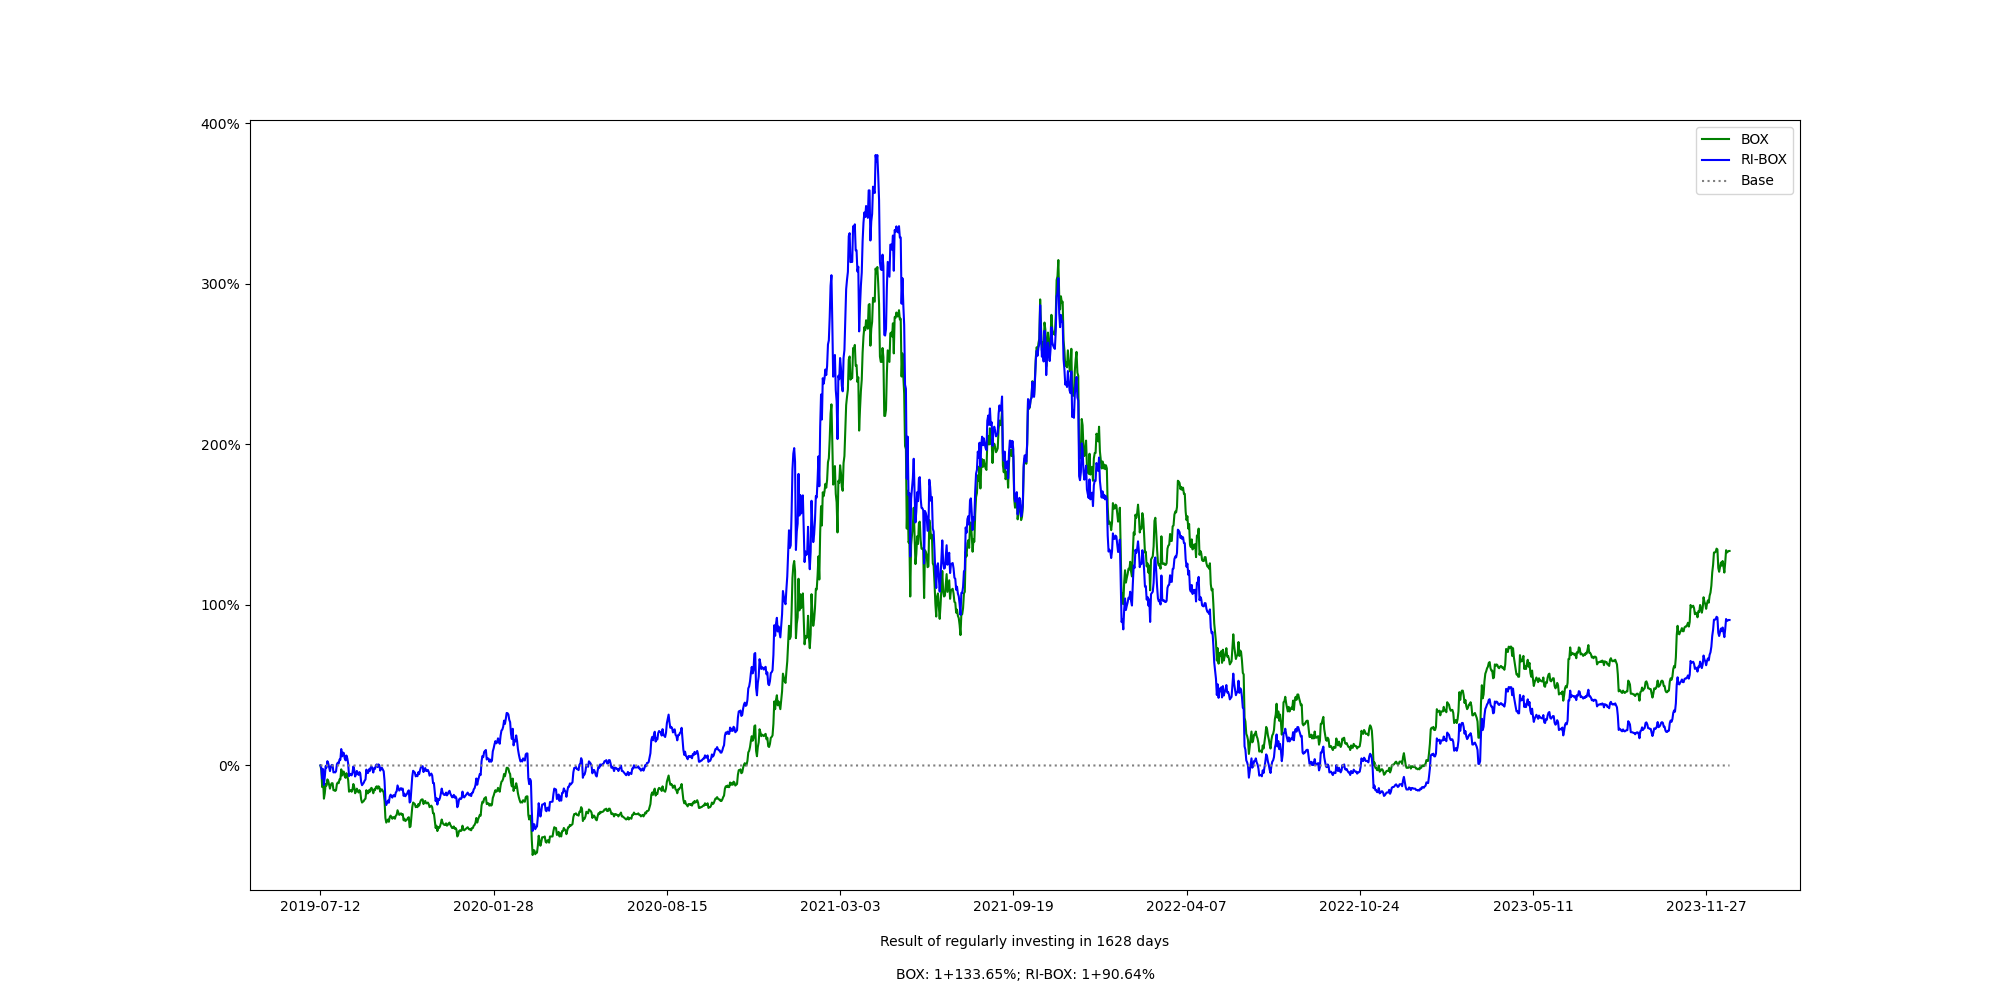 400%
300%
200%
100%
0%
BOX
RI-BOX
Base
2019-07-12 2020-01-28 2020-08-15 2021-03-03 2021-09-19 2022-04-07 2022-10-24 2023-05-11 2023-11-27
Result of regularly investing in 1628 days
BOX: 1+133.65%; RI-BOX: 1+90.64%